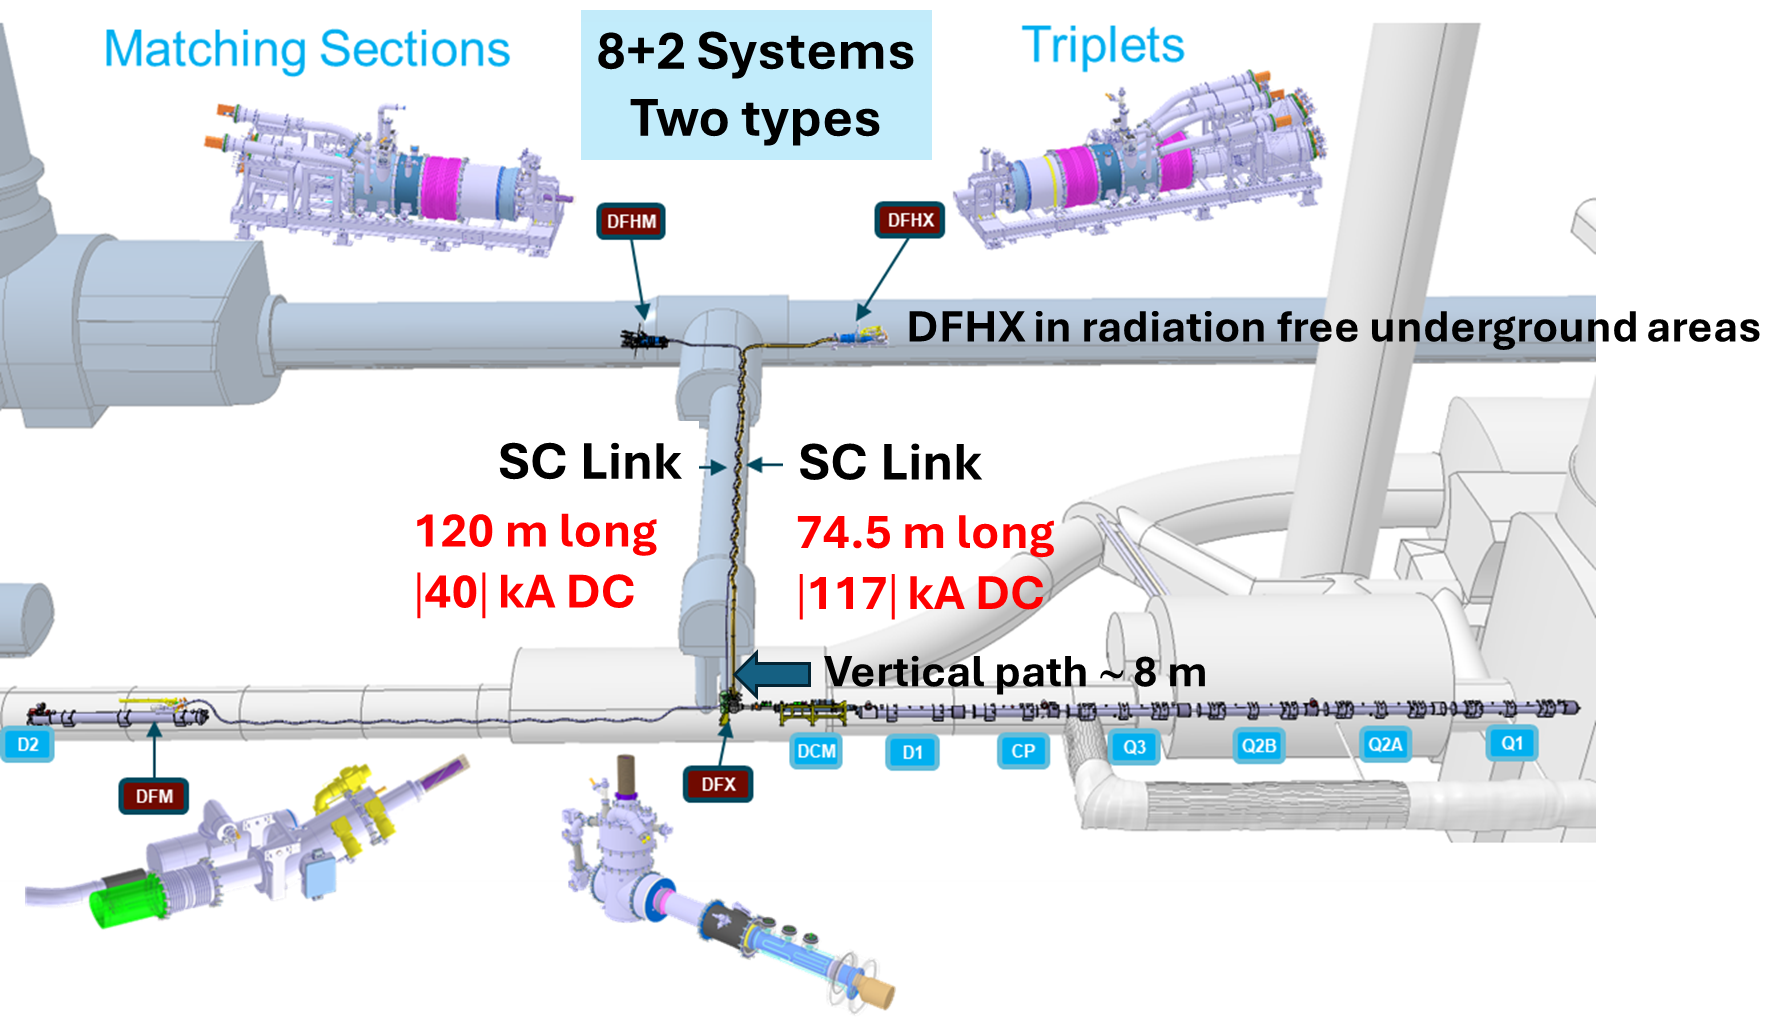 Matching Sections
8+2 Systems
Two types
Triplets
DFHM
DFHX
DFHX in radiation free underground areas
SC Link
SC Link
120 m long
|40| kA DC
74.5 m long
|117| kA DC
Vertical path ~ 8 m
D2
DFM
DFX
DCM
D1
CP
Q3
Q2B
Q2A
Q1